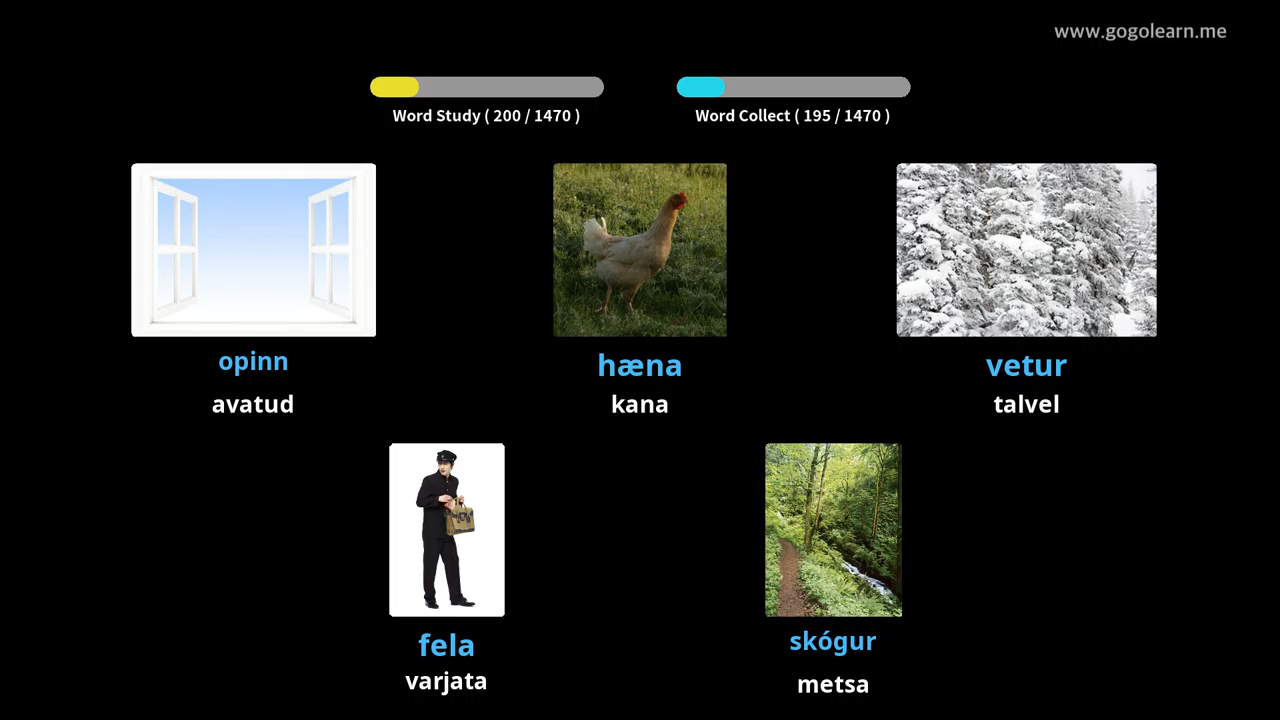 www.gogolearn.me
Word Study ( 200 / 1470 )
Word Collect ( 195 / 1470 )
opinn
hæna
vetur
avatud
kana
talvel
fela
skógur
varjata
metsa